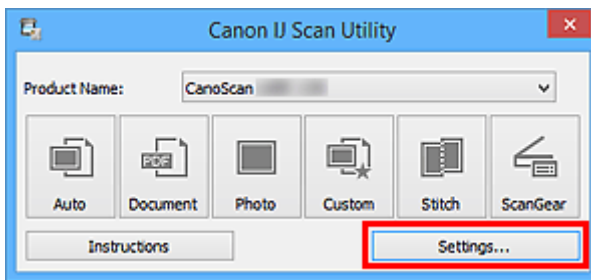 Canon IJ Scan Utility
Product Name: CanoScan
PDF
Auto Document Photo Custom Stitch ScanGear
Instructions Settings...